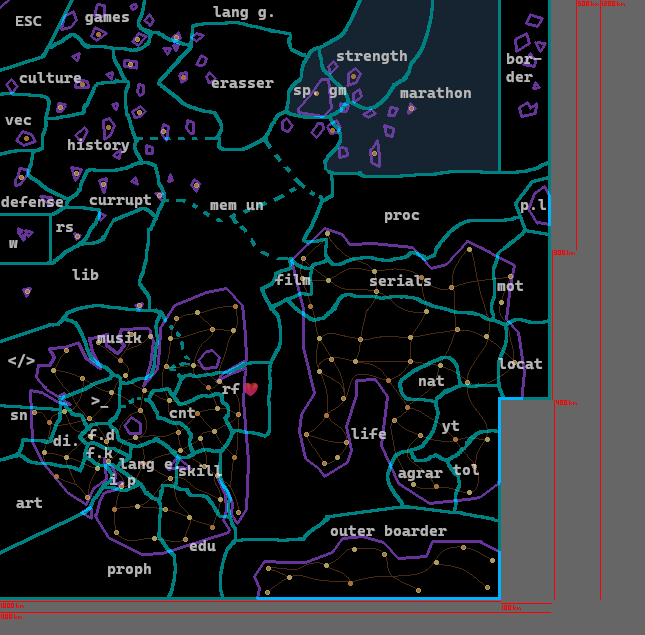 ESC
games
lang g.
strength
bor-
der
culture
erasser
sp
gm
marathon
vec
history
defense
currupt
mem un
proc
p.l
rs
w
lib
film
serials
mot
musik
</>
locat
rf
nat
>_
cnt
sn
di.
f.d
life
yt
f.k
lang e.
skill
i.p
agrar
tol
art
outer boarder
edu
proph